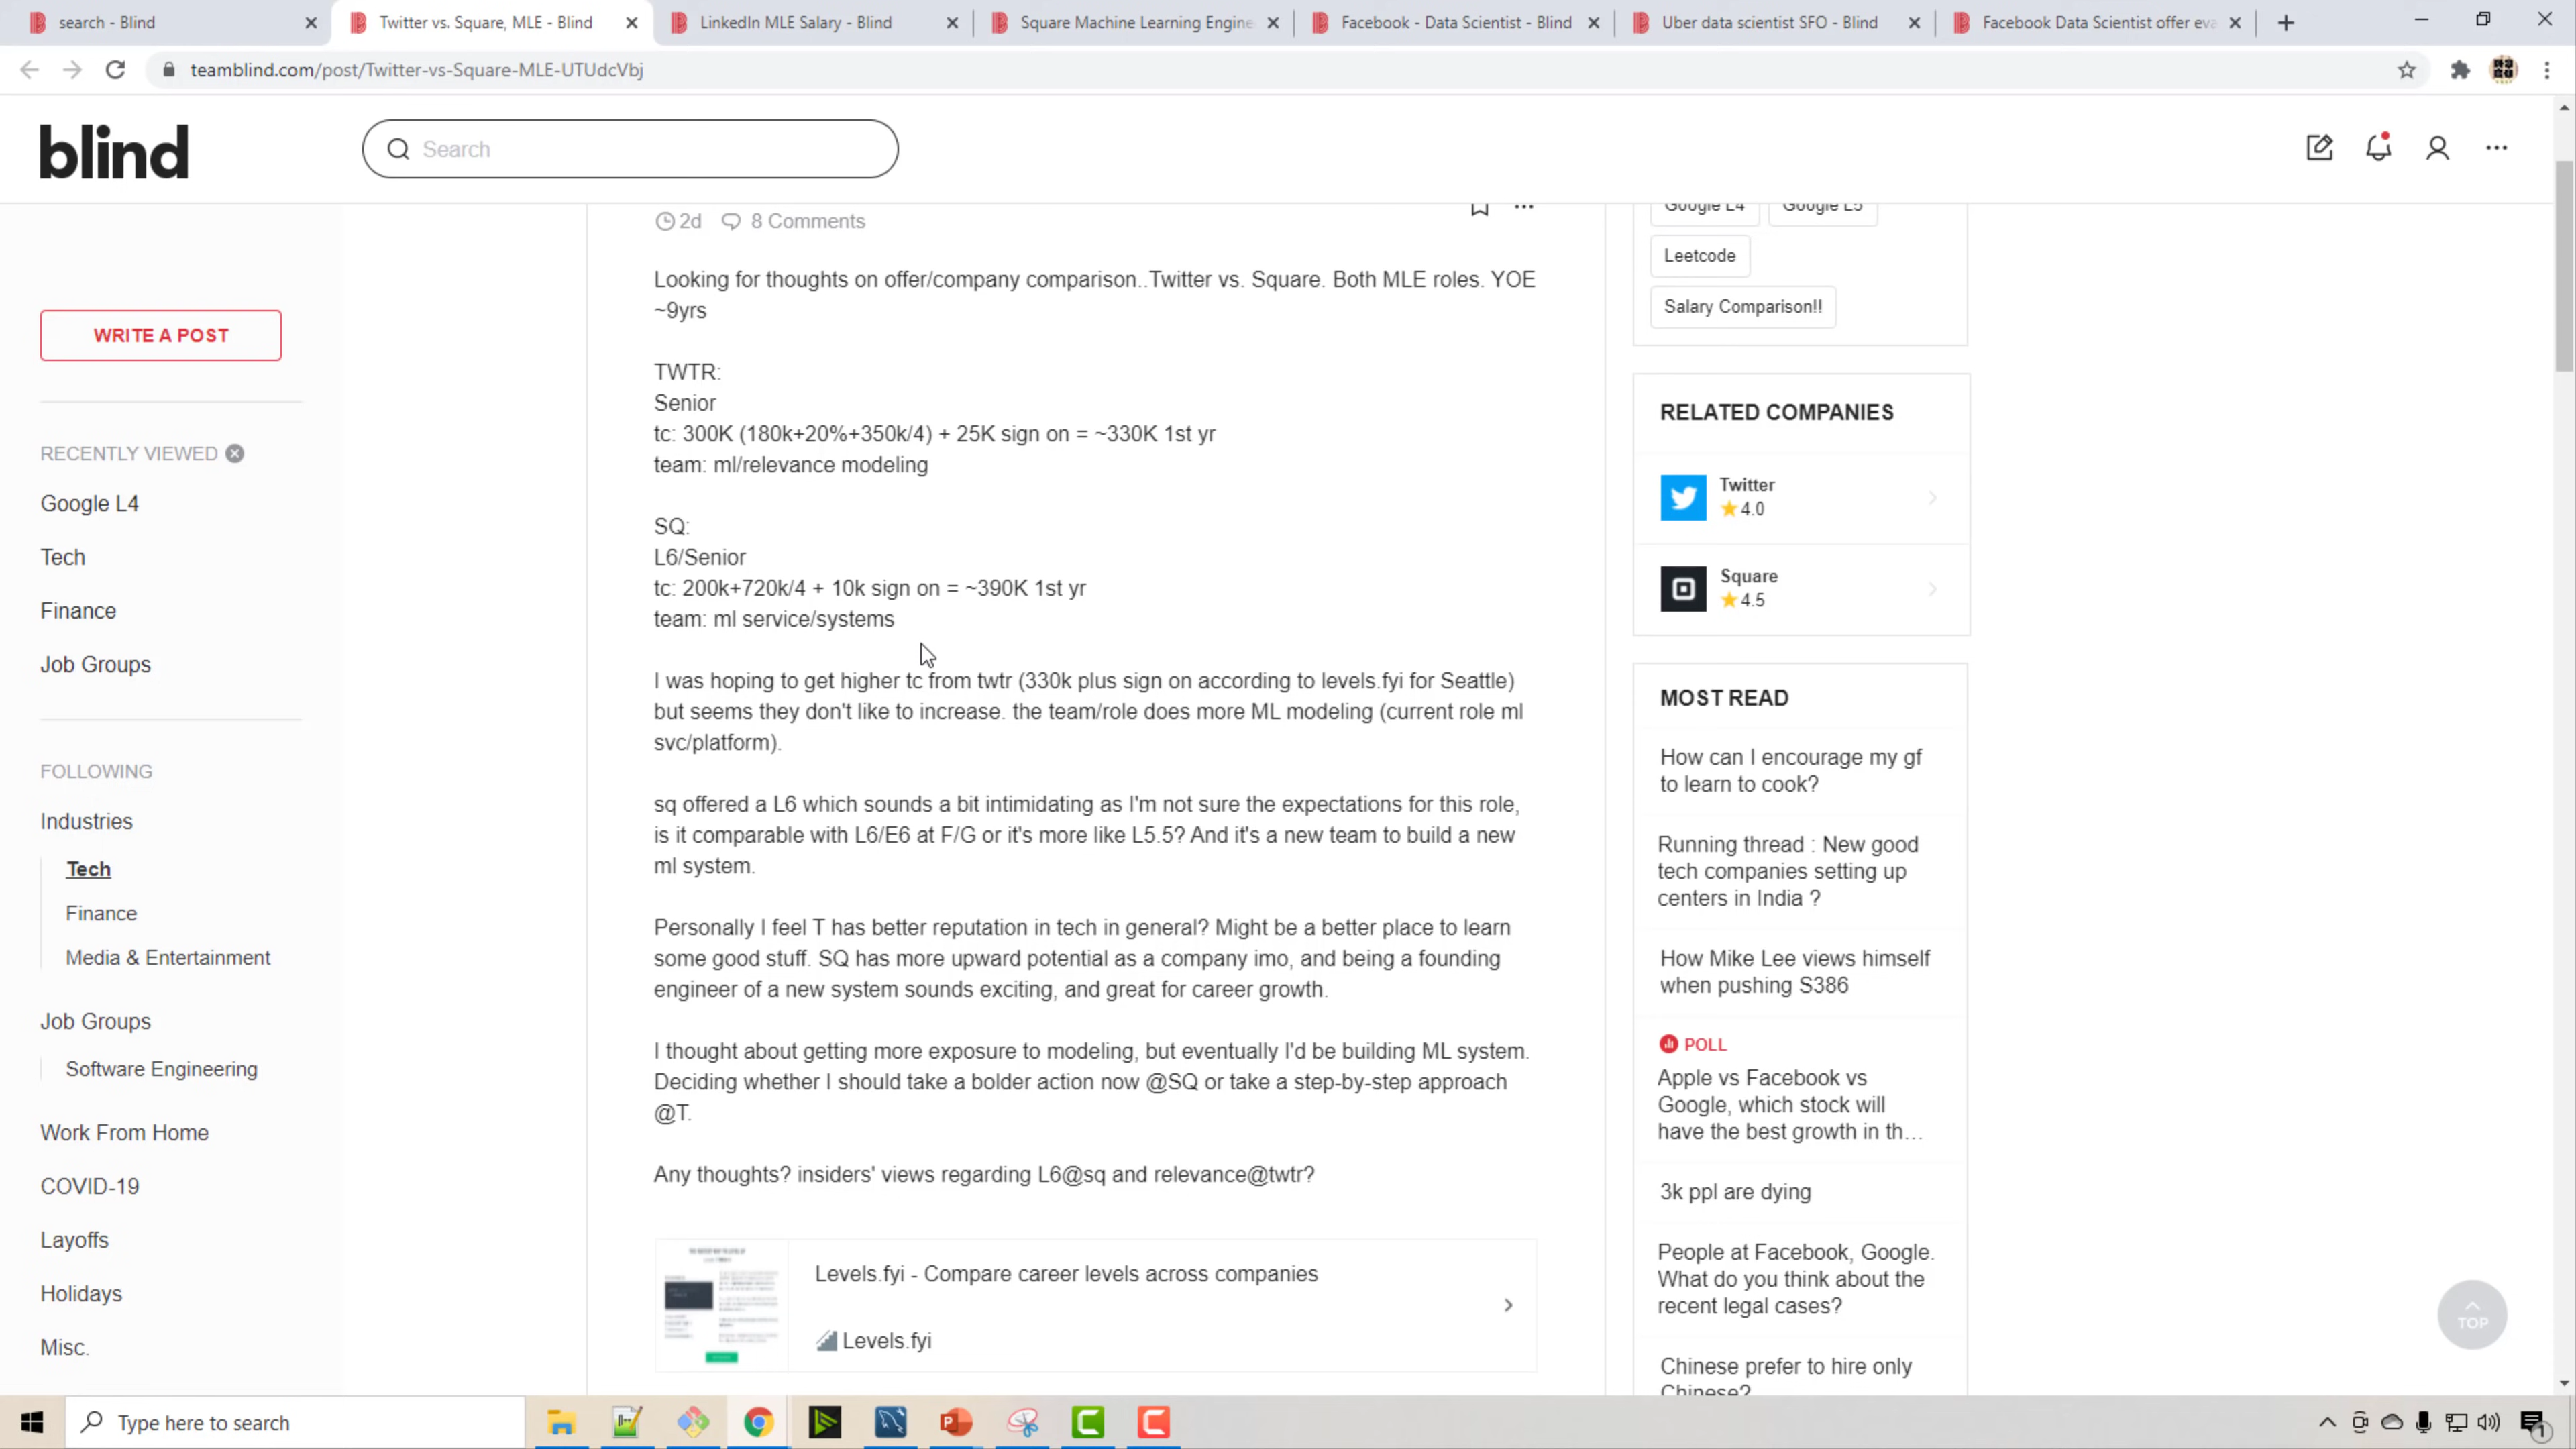 search - Blind
Twitter vs. Square, MLE - Blind
LinkedIn MLE Salary - Blind
Square Machine Learning Engine
Facebook - Data Scientist - Blind
Uber data scientist SFO - Blind
Facebook Data Scientist offer eva
teamblind.com/post/Twitter-vs-Square-MLE-UTUdcVbj
blind
Search
WRITE A POST
RECENTLY VIEWED
Google L4
Tech
Finance
Job Groups
FOLLOWING
Industries
Tech
Finance
Media & Entertainment
Job Groups
Software Engineering
Work From Home
COVID-19
Layoffs
Holidays
Misc.
2d
8 Comments
Looking for thoughts on offer/company comparison..Twitter vs. Square. Both MLE roles. YOE
~9yrs
TWTR:
Senior
tc: 300K (180k+20%+350k/4) + 25K sign on = ~330K 1st yr
team: ml/relevance modeling
SQ:
L6/Senior
tc: 200k+720k/4 + 10k sign on = ~390K 1st yr
team: ml service/systems
I was hoping to get higher tc from twtr (330k plus sign on according to levels.fyi for Seattle)
but seems they don't like to increase. the team/role does more ML modeling (current role ml
svc/platform).
sq offered a L6 which sounds a bit intimidating as I'm not sure the expectations for this role,
is it comparable with L6/E6 at F/G or it's more like L5.5? And it's a new team to build a new
ml system.
Personally I feel T has better reputation in tech in general? Might be a better place to learn
some good stuff. SQ has more upward potential as a company imo, and being a founding
engineer of a new system sounds exciting, and great for career growth.
I thought about getting more exposure to modeling, but eventually I'd be building ML system.
Deciding whether I should take a bolder action now @SQ or take a step-by-step approach
@T.
Any thoughts? insiders' views regarding L6@sq and relevance@twtr?
Levels.fyi - Compare career levels across companies
Levels.fyi
Google L4
Google L5
Leetcode
Salary Comparison!!
RELATED COMPANIES
Twitter
4.0
Square
4.5
MOST READ
How can I encourage my gf
to learn to cook?
Running thread : New good
tech companies setting up
centers in India ?
How Mike Lee views himself
when pushing S386
POLL
Apple vs Facebook vs
Google, which stock will
have the best growth in th…
3k ppl are dying
People at Facebook, Google.
What do you think about the
recent legal cases?
Chinese prefer to hire only
Chinese?
TOP
Type here to search
1